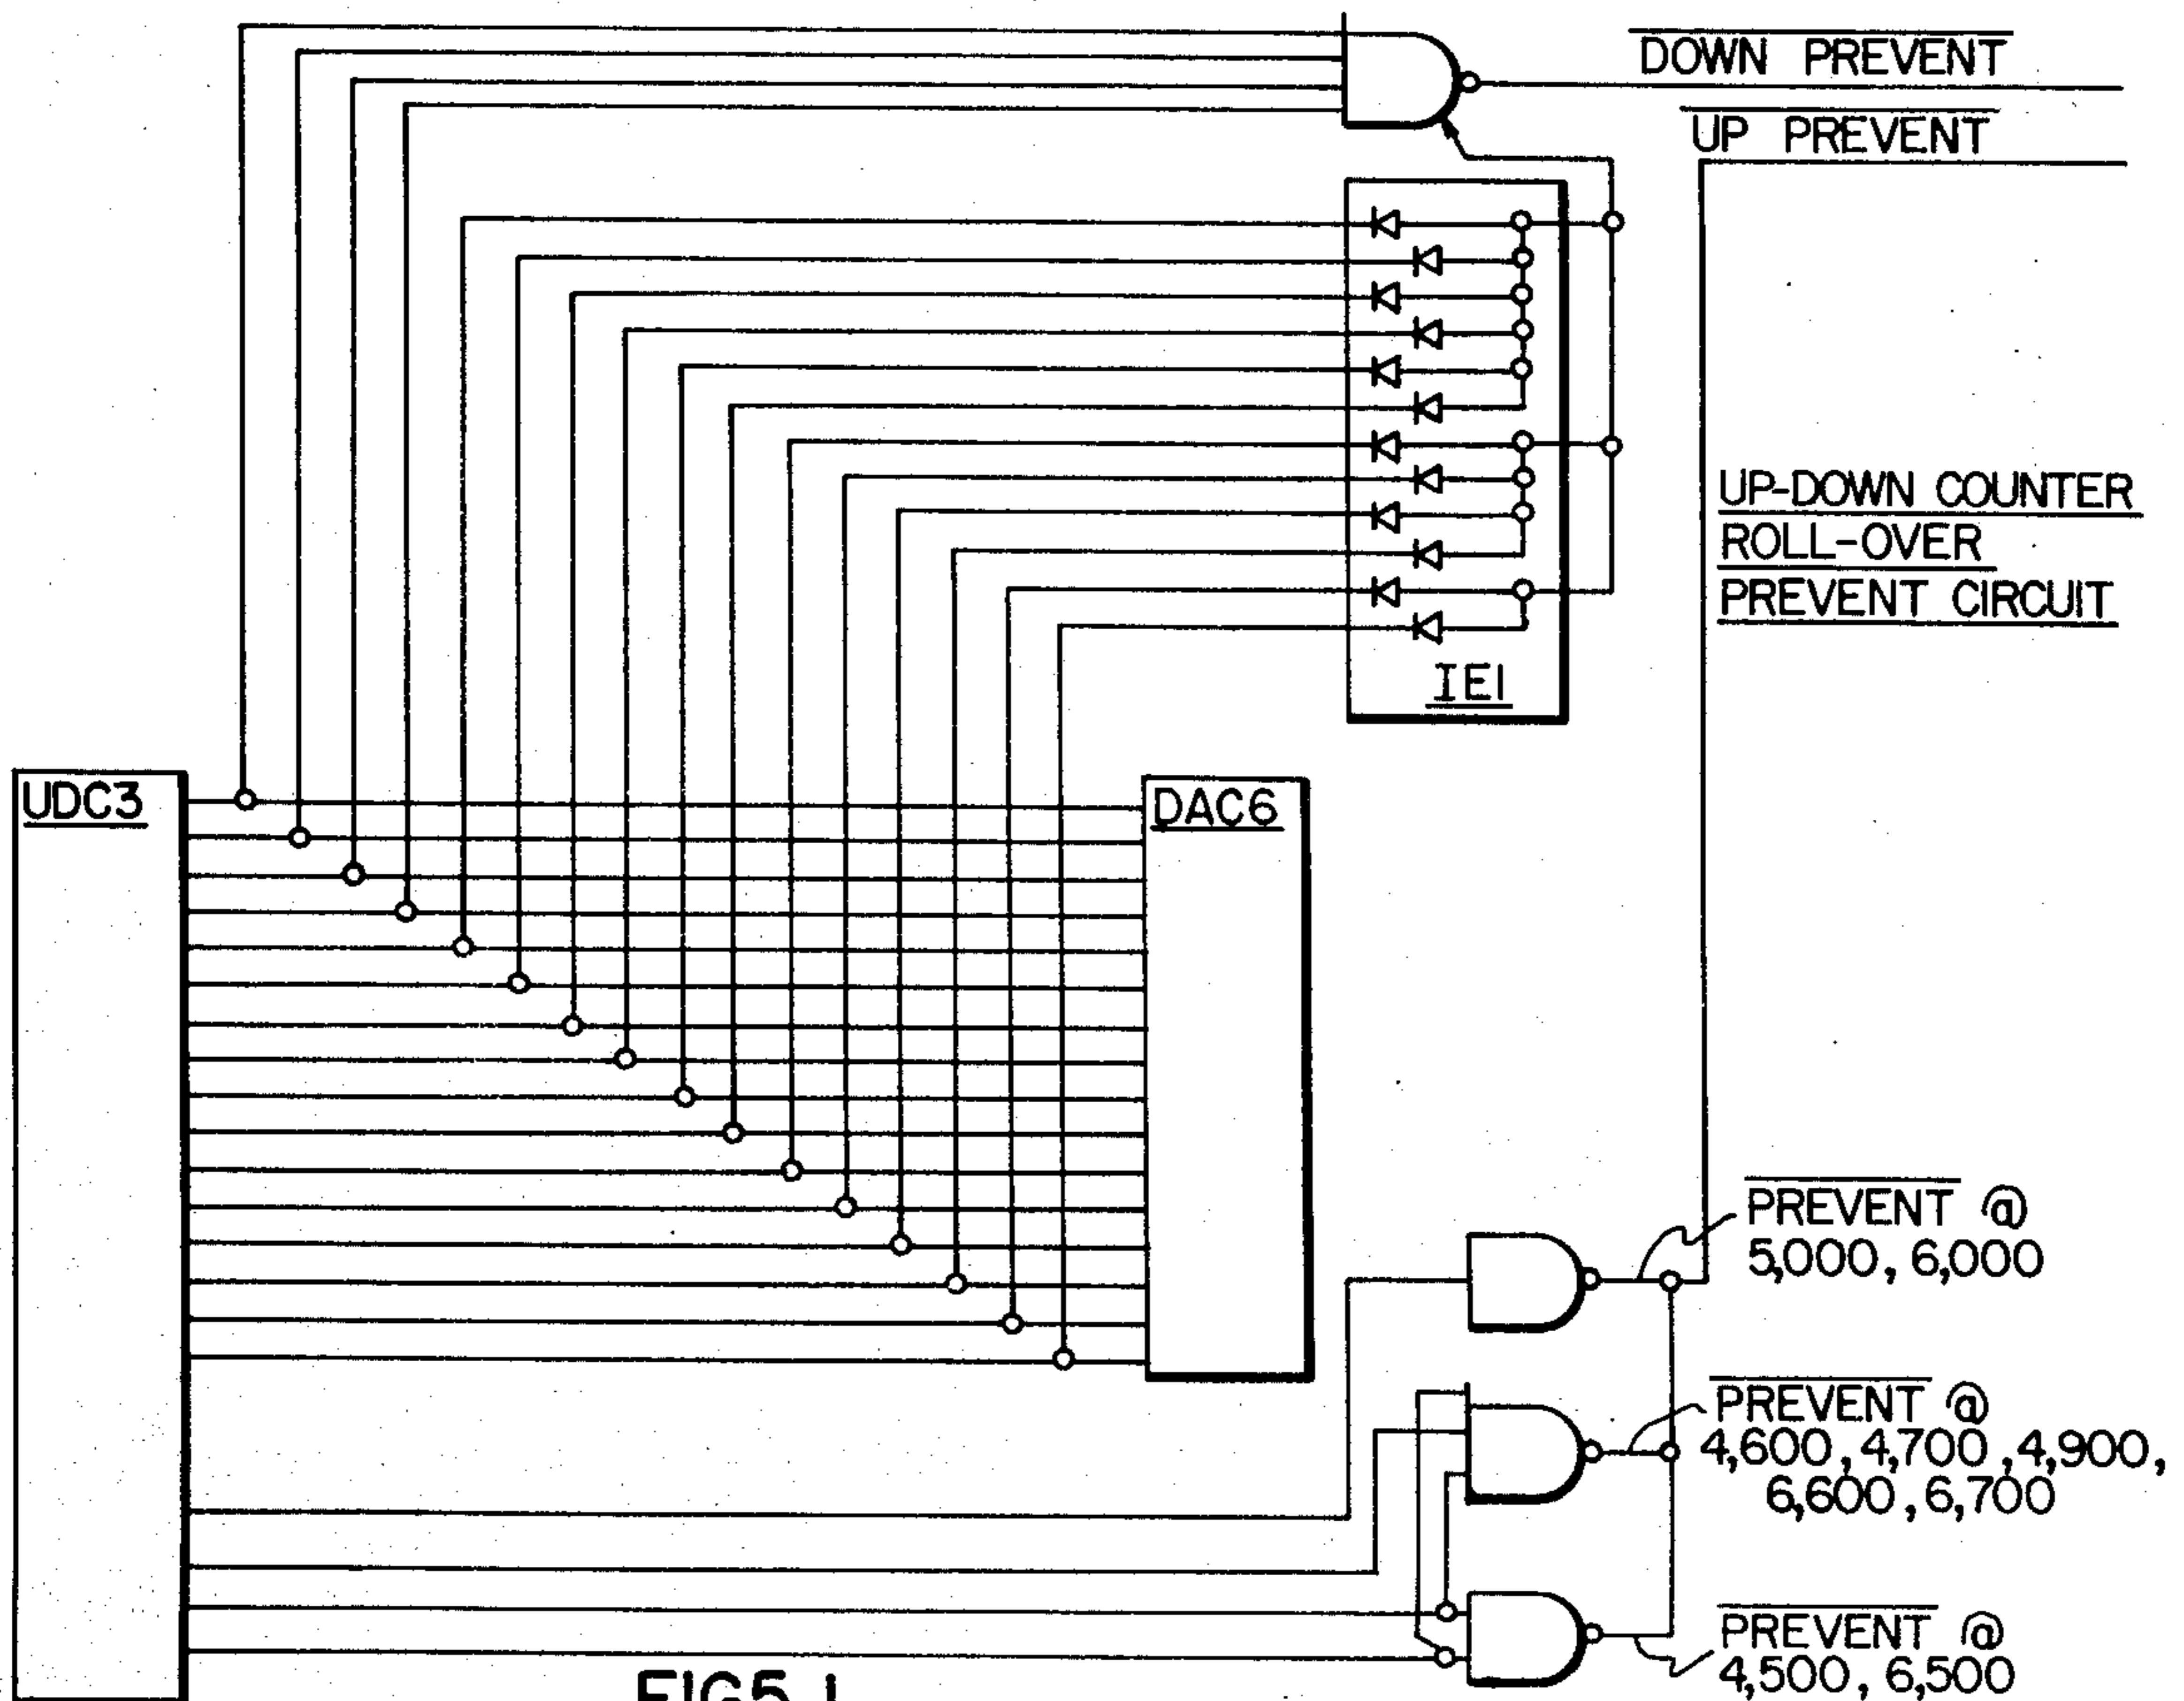 DOWN PREVENT
UP PREVENT
UP-DOWN COUNTER
ROLL-OVER
PREVENT CIRCUIT
IE1
UDC3
DAC6
PREVENT @
5,000, 6,000
PREVENT @
4,600, 4,700, 4,900,
6,600, 6,700
PREVENT @
4,500, 6,500